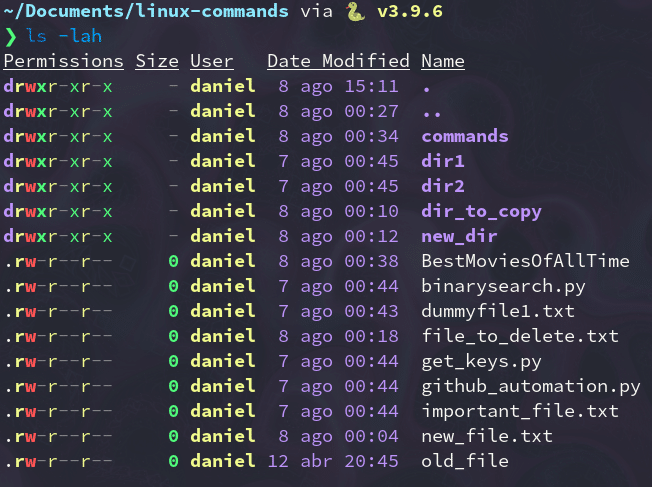 ~/Documents/linux-commands via 🐍 v3.9.6
❯ ls -lah
Permissions Size User Date Modified Name
drwxr-xr-x - daniel 8 ago 15:11 .
drwxr-xr-x - daniel 8 ago 00:27 ..
drwxr-xr-x - daniel 8 ago 00:34 commands
drwxr-xr-x - daniel 7 ago 00:45 dir1
drwxr-xr-x - daniel 7 ago 00:45 dir2
drwxr-xr-x - daniel 8 ago 00:10 dir_to_copy
drwxr-xr-x - daniel 8 ago 00:12 new_dir
.rw-r--r-- 0 daniel 8 ago 00:38 BestMoviesOfAllTime
.rw-r--r-- 0 daniel 7 ago 00:44 binarysearch.py
.rw-r--r-- 0 daniel 7 ago 00:43 dummyfile1.txt
.rw-r--r-- 0 daniel 8 ago 00:18 file_to_delete.txt
.rw-r--r-- 0 daniel 7 ago 00:44 get_keys.py
.rw-r--r-- 0 daniel 7 ago 00:44 github_automation.py
.rw-r--r-- 0 daniel 7 ago 00:44 important_file.txt
.rw-r--r-- 0 daniel 8 ago 00:04 new_file.txt
.rw-r--r-- 0 daniel 12 abr 20:45 old_file